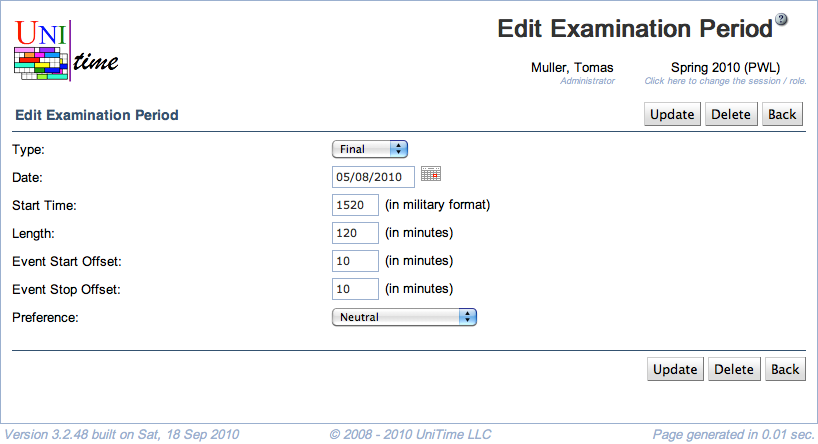 UNI
time
Edit Examination Period ?
Muller, Tomas
Administrator
Spring 2010 (PWL)
Click here to change the session / role.
Edit Examination Period
Update Delete Back
Type: Final
Date: 05/08/2010
Start Time: 1520 (in military format)
Length: 120 (in minutes)
Event Start Offset: 10 (in minutes)
Event Stop Offset: 10 (in minutes)
Preference: Neutral
Update Delete Back
Version 3.2.48 built on Sat, 18 Sep 2010 © 2008 - 2010 UniTime LLC Page generated in 0.01 sec.